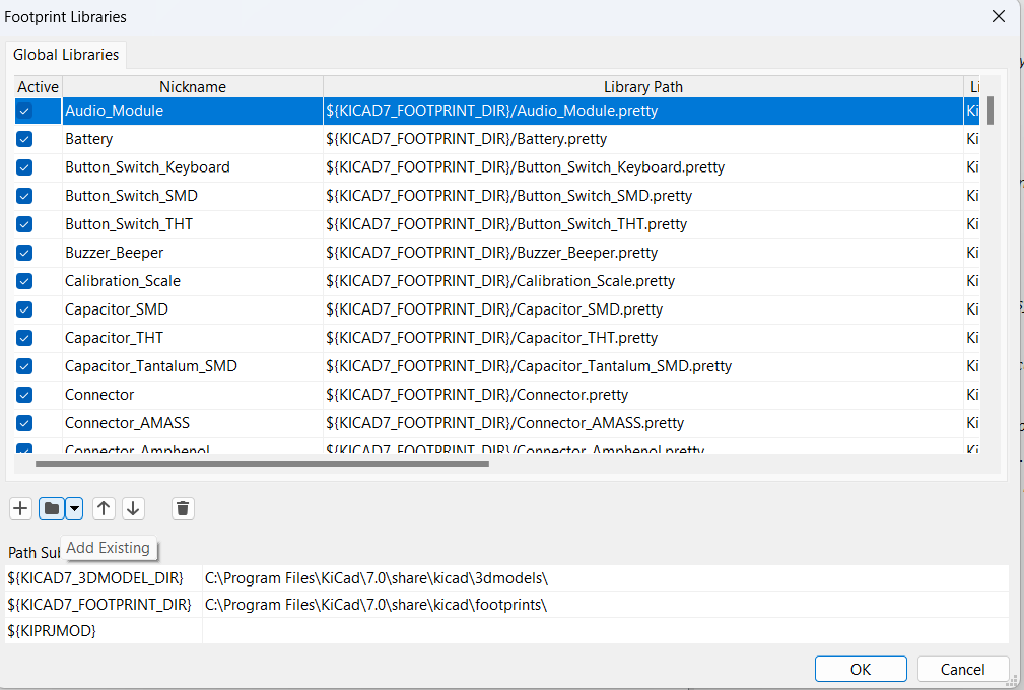 Footprint Libraries
Global Libraries
Active Nickname Library Path Li
Audio_Module ${KICAD7_FOOTPRINT_DIR}/Audio_Module.pretty Ki
Battery ${KICAD7_FOOTPRINT_DIR}/Battery.pretty Ki
Button_Switch_Keyboard ${KICAD7_FOOTPRINT_DIR}/Button_Switch_Keyboard.pretty Ki
Button_Switch_SMD ${KICAD7_FOOTPRINT_DIR}/Button_Switch_SMD.pretty Ki
Button_Switch_THT ${KICAD7_FOOTPRINT_DIR}/Button_Switch_THT.pretty Ki
Buzzer_Beeper ${KICAD7_FOOTPRINT_DIR}/Buzzer_Beeper.pretty Ki
Calibration_Scale ${KICAD7_FOOTPRINT_DIR}/Calibration_Scale.pretty Ki
Capacitor_SMD ${KICAD7_FOOTPRINT_DIR}/Capacitor_SMD.pretty Ki
Capacitor_THT ${KICAD7_FOOTPRINT_DIR}/Capacitor_THT.pretty Ki
Capacitor_Tantalum_SMD ${KICAD7_FOOTPRINT_DIR}/Capacitor_Tantalum_SMD.pretty Ki
Connector ${KICAD7_FOOTPRINT_DIR}/Connector.pretty Ki
Connector_AMASS ${KICAD7_FOOTPRINT_DIR}/Connector_AMASS.pretty Ki
Connector_Amphenol ${KICAD7_FOOTPRINT_DIR}/Connector_Amphenol.pretty Ki
Path Sub
Add Existing
${KICAD7_3DMODEL_DIR} C:\Program Files\KiCad\7.0\share\kicad\3dmodels\
${KICAD7_FOOTPRINT_DIR} C:\Program Files\KiCad\7.0\share\kicad\footprints\
${KIPRJMOD}
OK Cancel